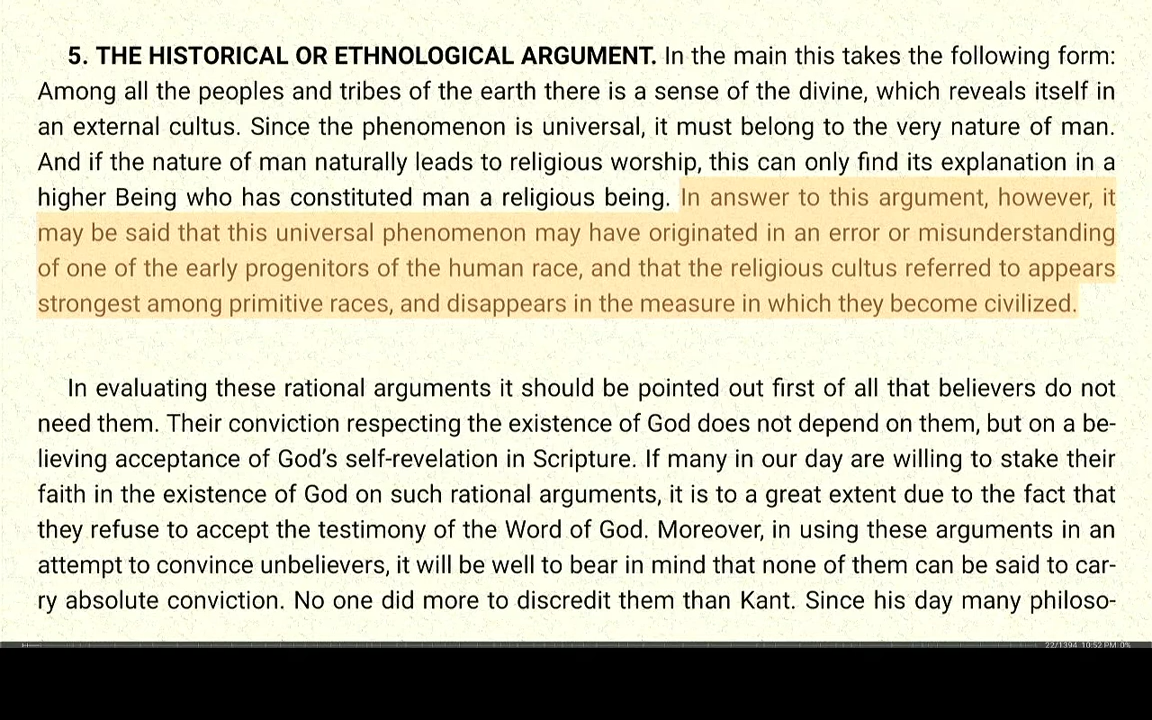 5. THE HISTORICAL OR ETHNOLOGICAL ARGUMENT. In the main this takes the following form:
Among all the peoples and tribes of the earth there is a sense of the divine, which reveals itself in
an external cultus. Since the phenomenon is universal, it must belong to the very nature of man.
And if the nature of man naturally leads to religious worship, this can only find its explanation in a
higher Being who has constituted man a religious being. In answer to this argument, however, it
may be said that this universal phenomenon may have originated in an error or misunderstanding
of one of the early progenitors of the human race, and that the religious cultus referred to appears
strongest among primitive races, and disappears in the measure in which they become civilized.
In evaluating these rational arguments it should be pointed out first of all that believers do not
need them. Their conviction respecting the existence of God does not depend on them, but on a be-
lieving acceptance of God's self-revelation in Scripture. If many in our day are willing to stake their
faith in the existence of God on such rational arguments, it is to a great extent due to the fact that
they refuse to accept the testimony of the Word of God. Moreover, in using these arguments in an
attempt to convince unbelievers, it will be well to bear in mind that none of them can be said to car-
ry absolute conviction. No one did more to discredit them than Kant. Since his day many philoso-
22/1394 10:52 PM 0%